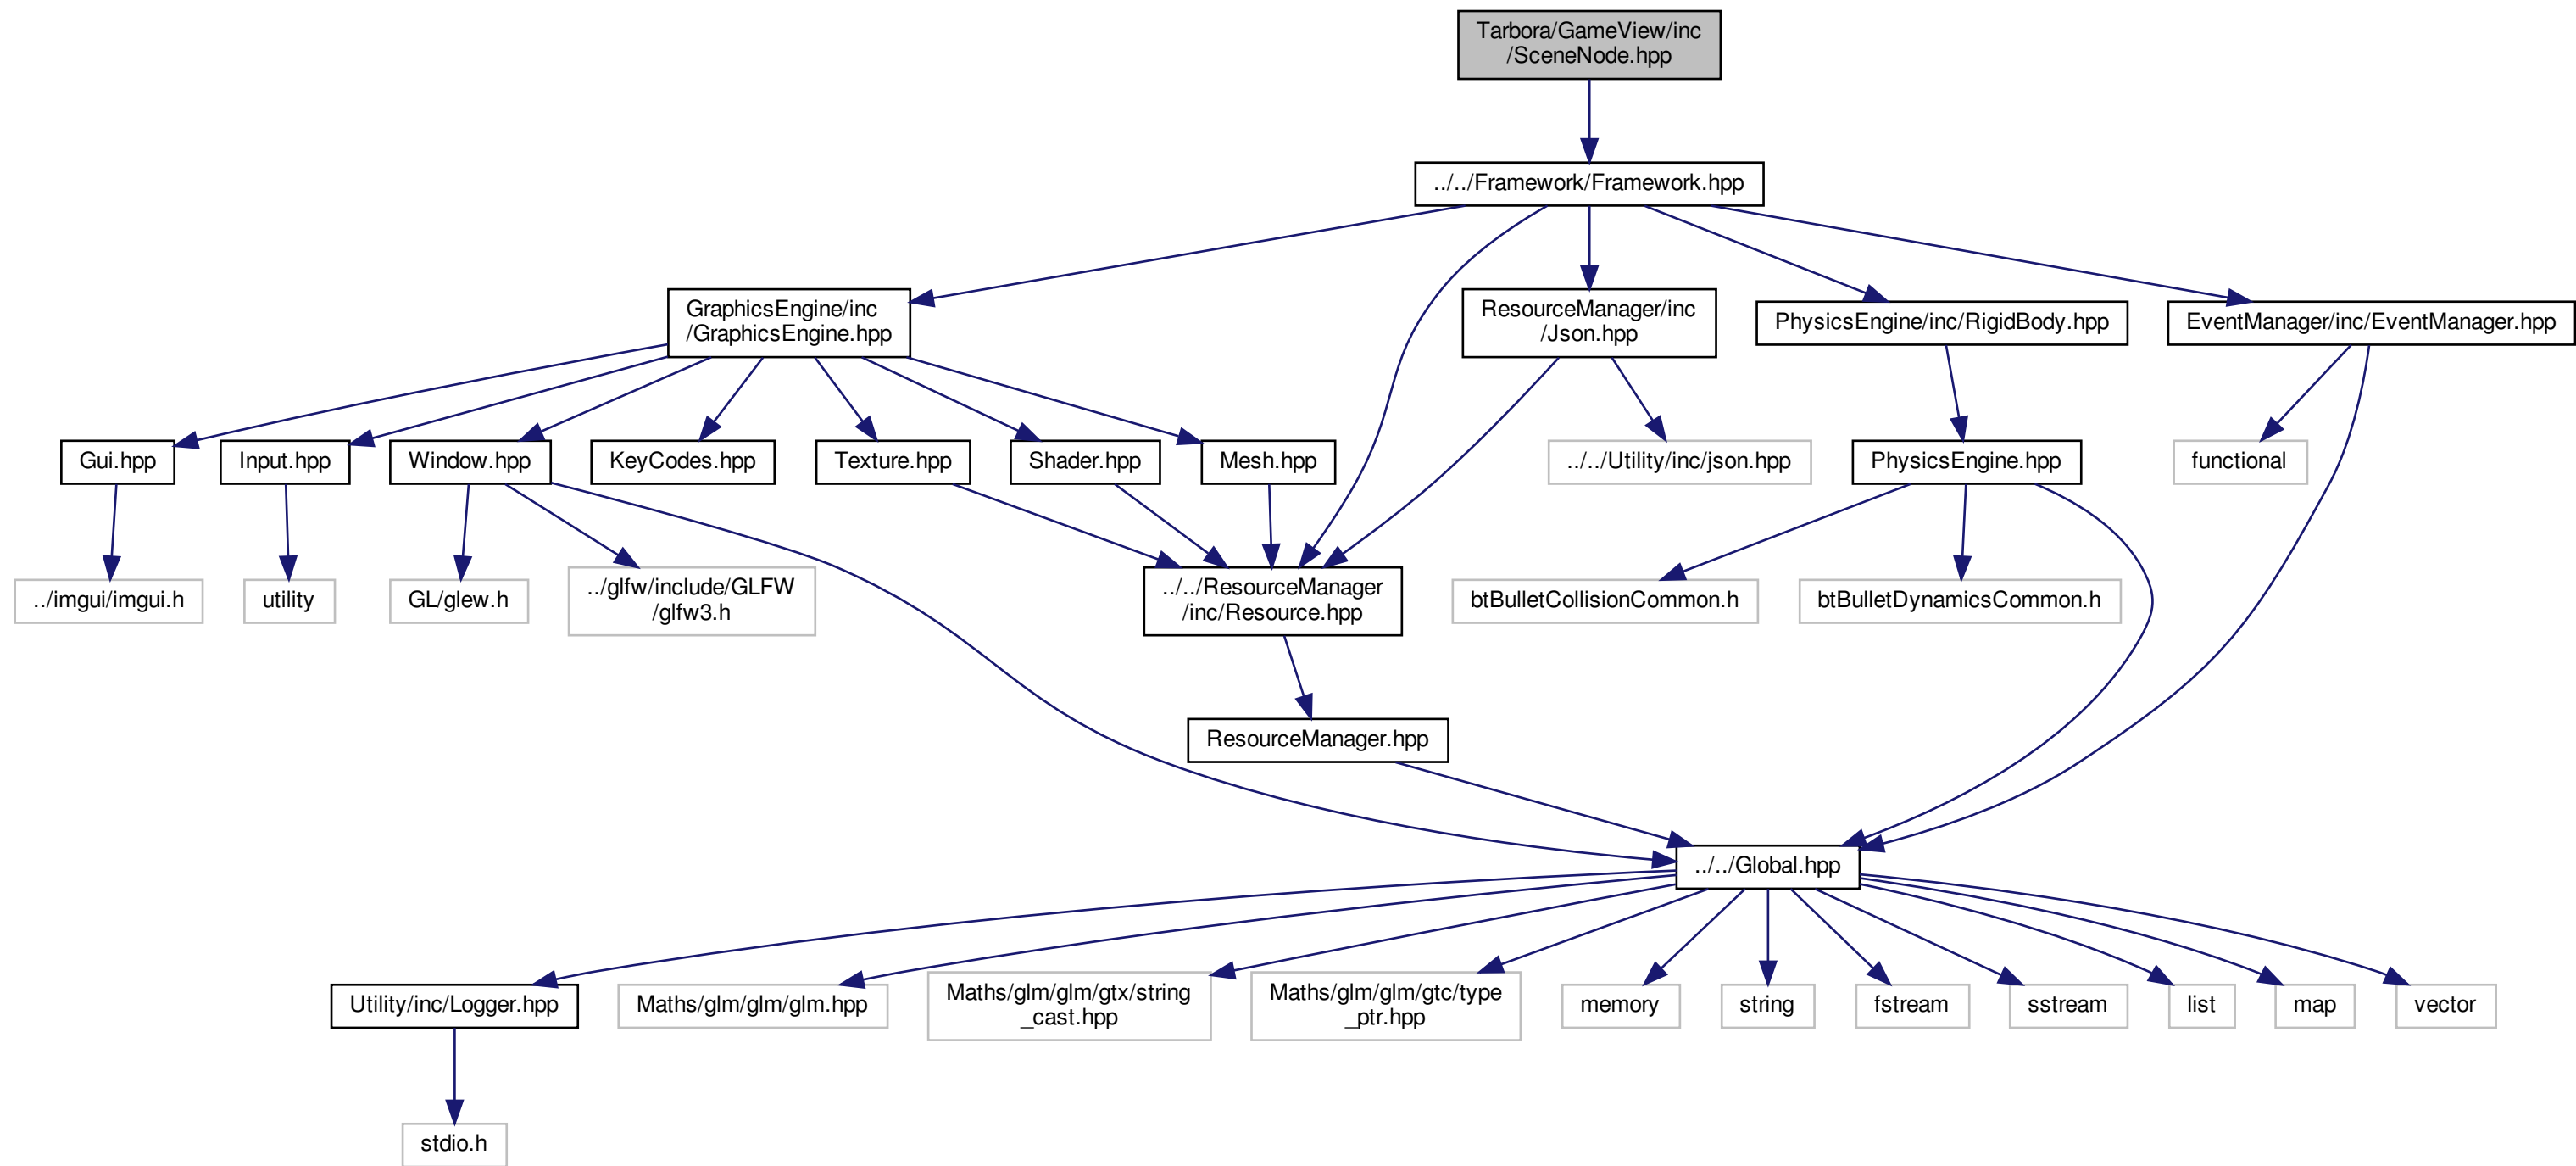 Tarbora/GameView/inc
/SceneNode.hpp
../../Framework/Framework.hpp
GraphicsEngine/inc
/GraphicsEngine.hpp
ResourceManager/inc
/Json.hpp
PhysicsEngine/inc/RigidBody.hpp
EventManager/inc/EventManager.hpp
Gui.hpp
Input.hpp
Window.hpp
KeyCodes.hpp
Texture.hpp
Shader.hpp
Mesh.hpp
../../Utility/inc/json.hpp
PhysicsEngine.hpp
functional
../imgui/imgui.h
utility
GL/glew.h
../glfw/include/GLFW
/glfw3.h
../../ResourceManager
/inc/Resource.hpp
btBulletCollisionCommon.h
btBulletDynamicsCommon.h
ResourceManager.hpp
../../Global.hpp
Utility/inc/Logger.hpp
Maths/glm/glm/glm.hpp
Maths/glm/glm/gtx/string
_cast.hpp
Maths/glm/glm/gtc/type
_ptr.hpp
memory
string
fstream
sstream
list
map
vector
stdio.h